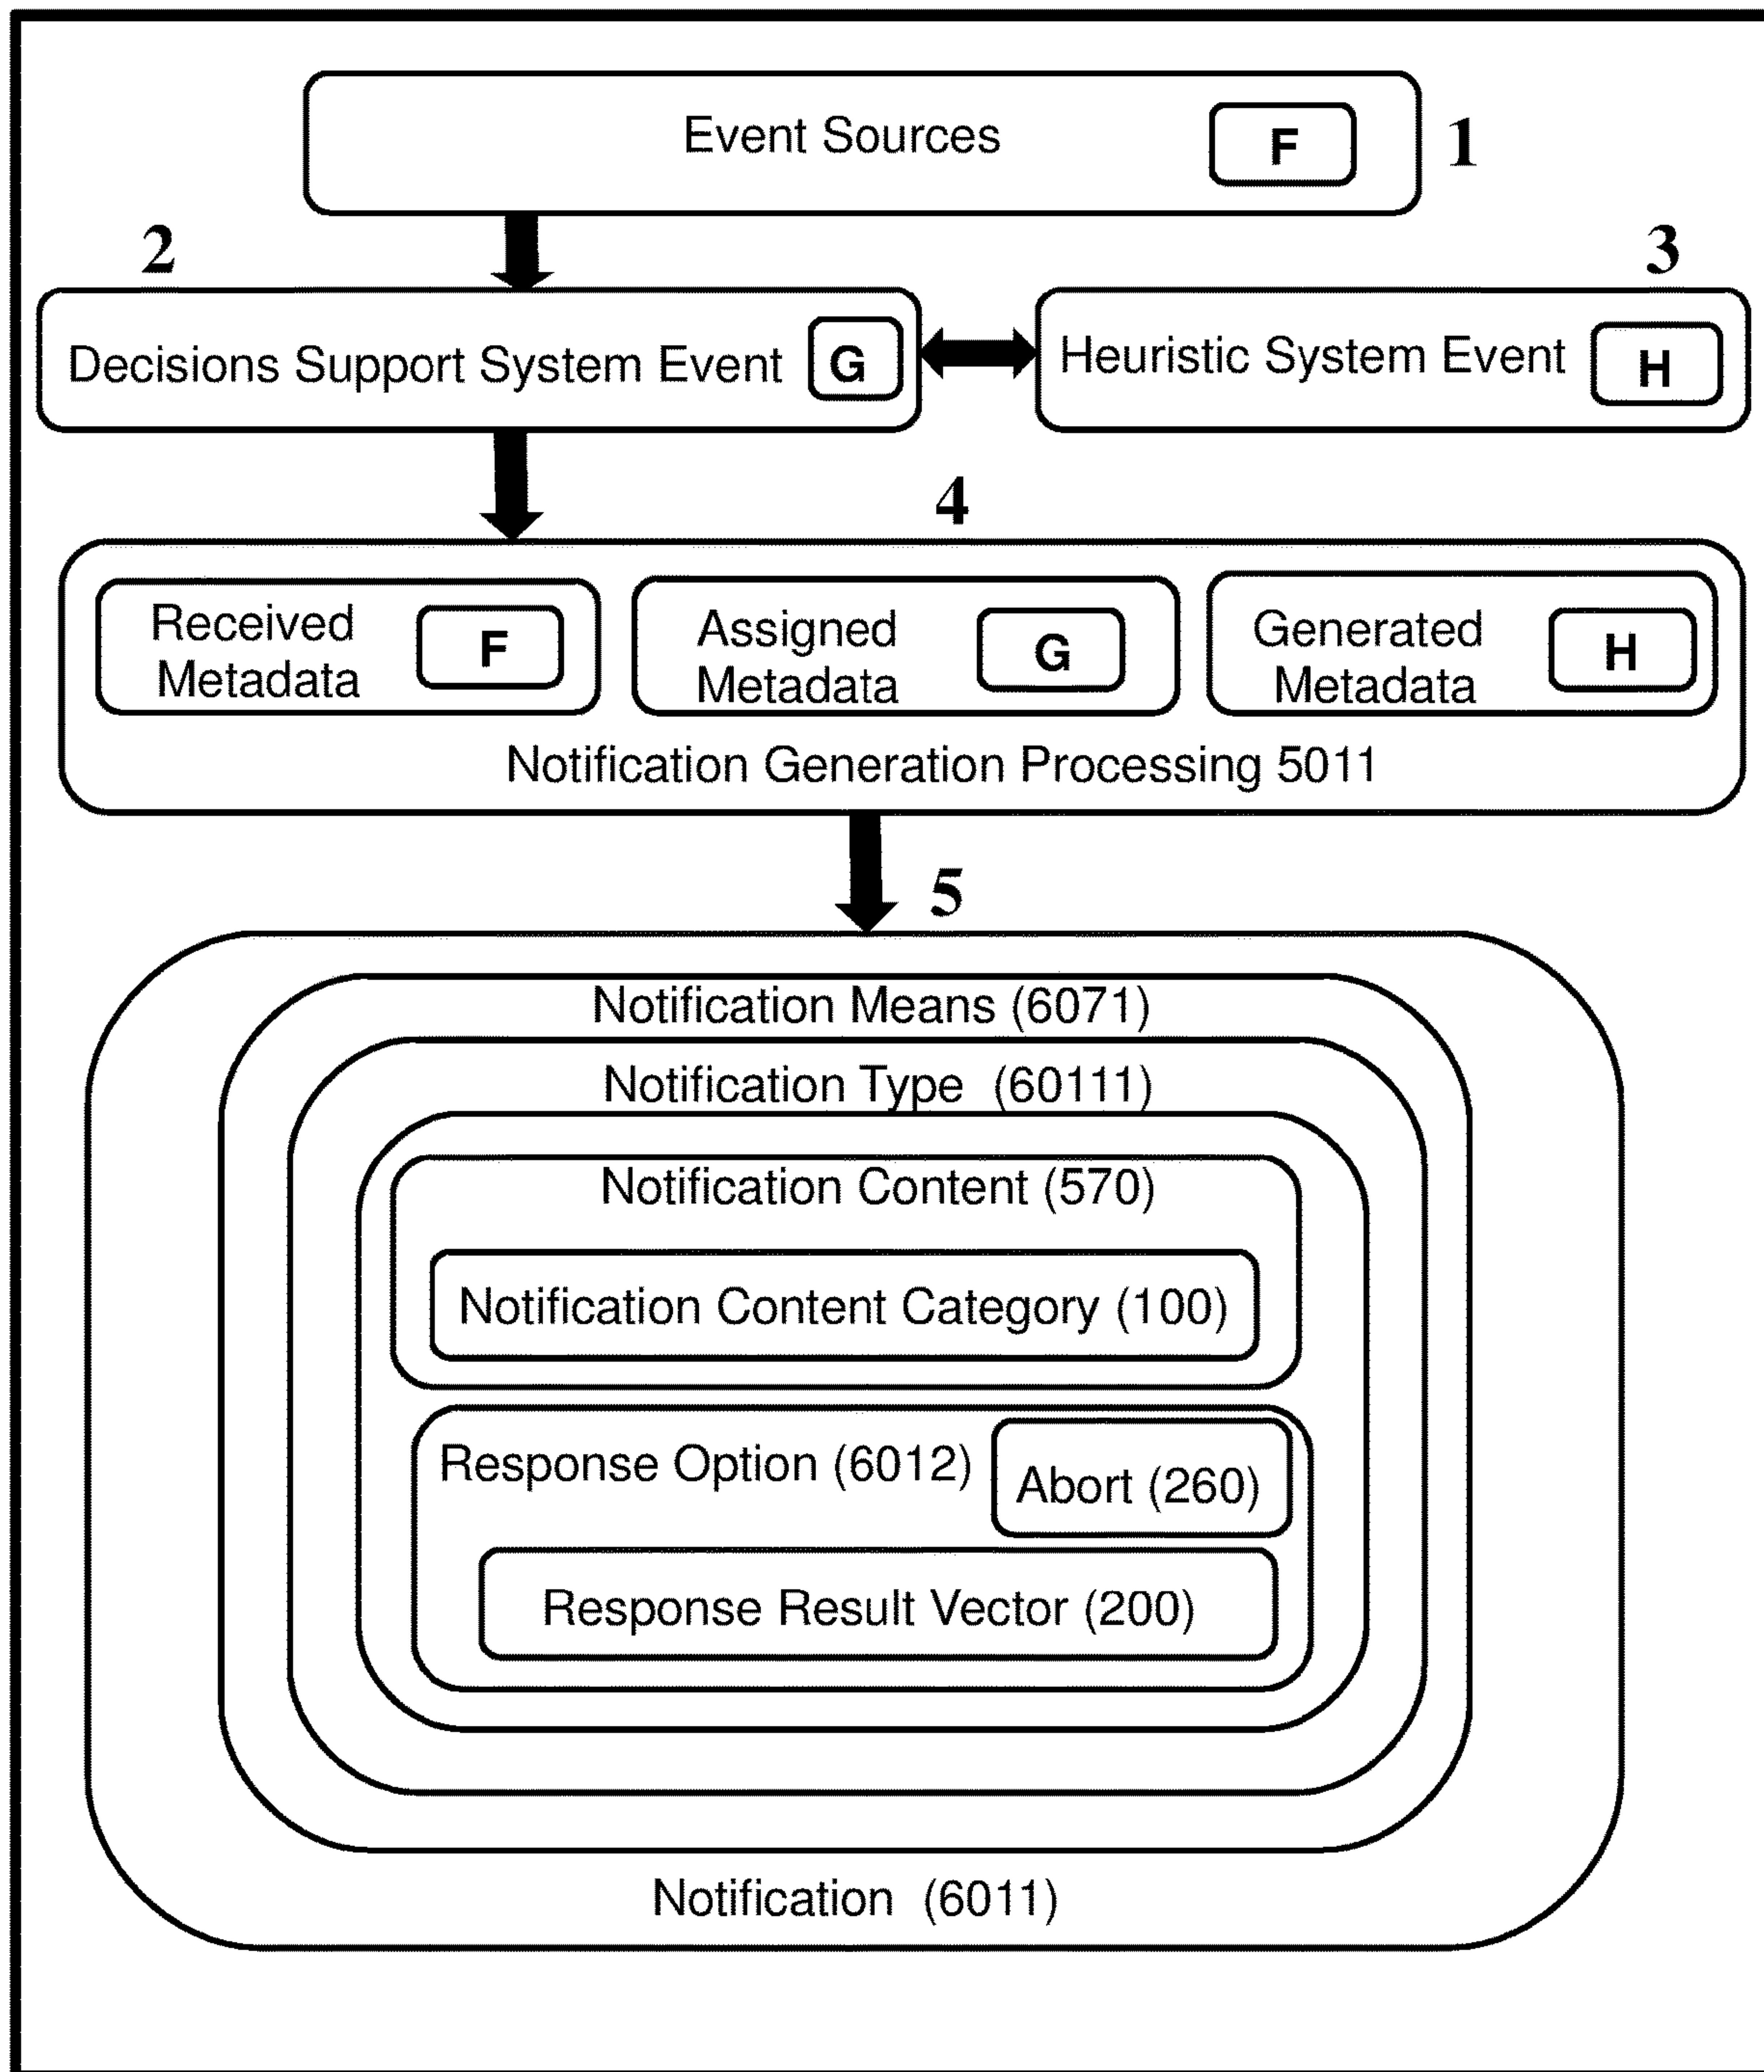 Event Sources F 1
2 3
Decisions Support System Event G Heuristic System Event H
4
Received Metadata F
Assigned Metadata G
Generated Metadata H
Notification Generation Processing 5011
5
Notification Means (6071)
Notification Type (60111)
Notification Content (570)
Notification Content Category (100)
Response Option (6012) Abort (260)
Response Result Vector (200)
Notification (6011)